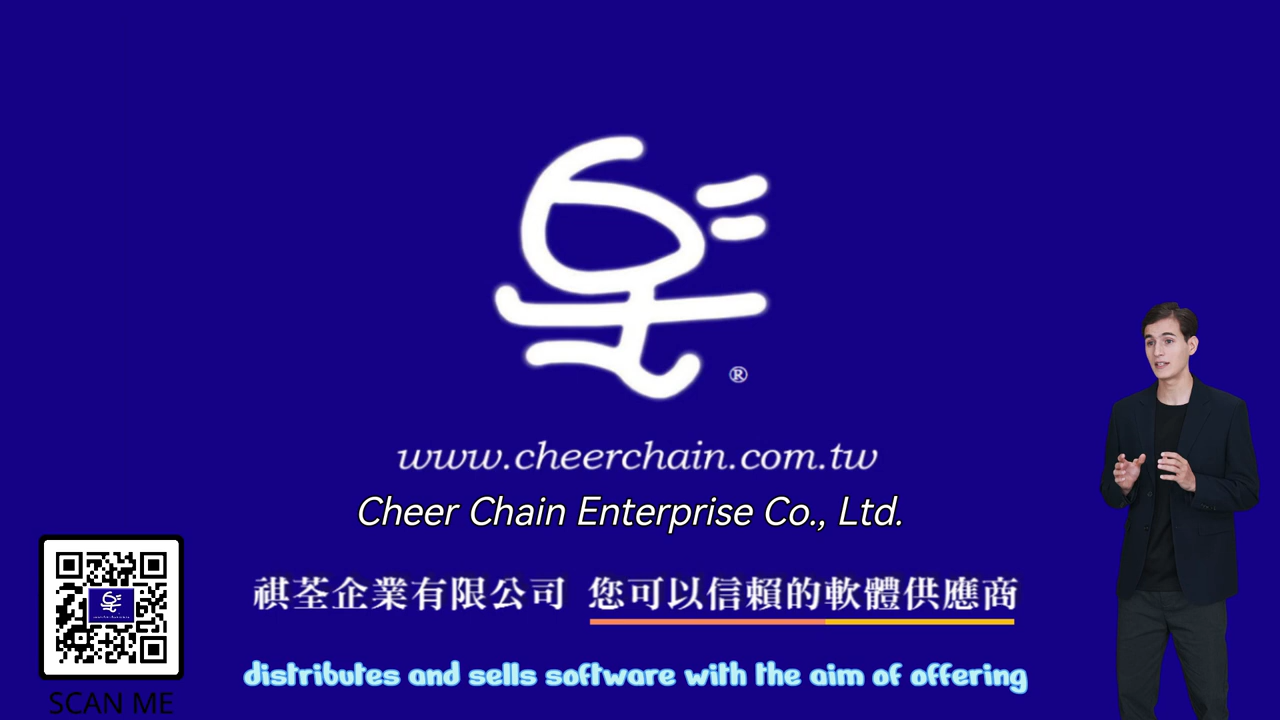 ®
www.cheerchain.com.tw
Cheer Chain Enterprise Co., Ltd.
祺荃企業有限公司 您可以信賴的軟體供應商
distributes and sells software with the aim of offering
SCAN ME